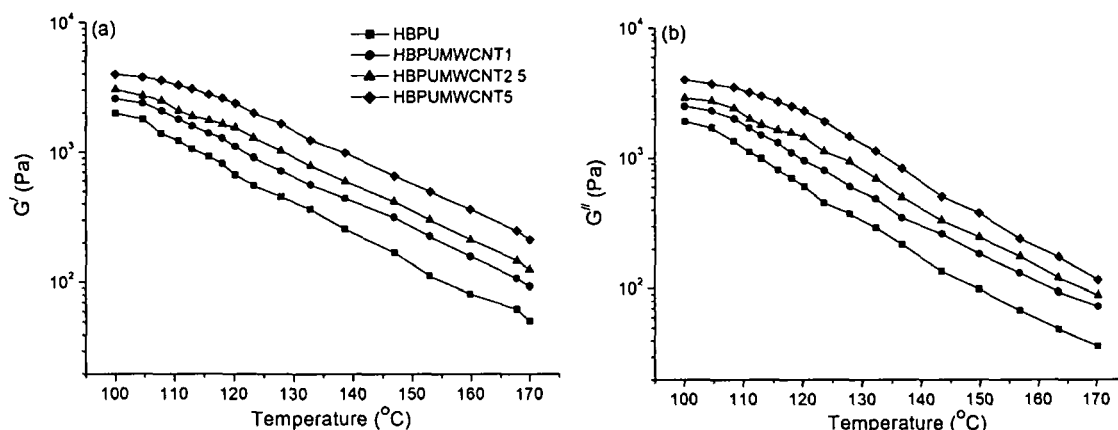 (a)
10⁴
10³
10²
G′ (Pa)
HBPU
HBPUMWCNT1
HBPUMWCNT2 5
HBPUMWCNT5
100 110 120 130 140 150 160 170
Temperature (°C)
(b)
10⁴
10³
10²
G″ (Pa)
100 110 120 130 140 150 160 170
Temperature (°C)